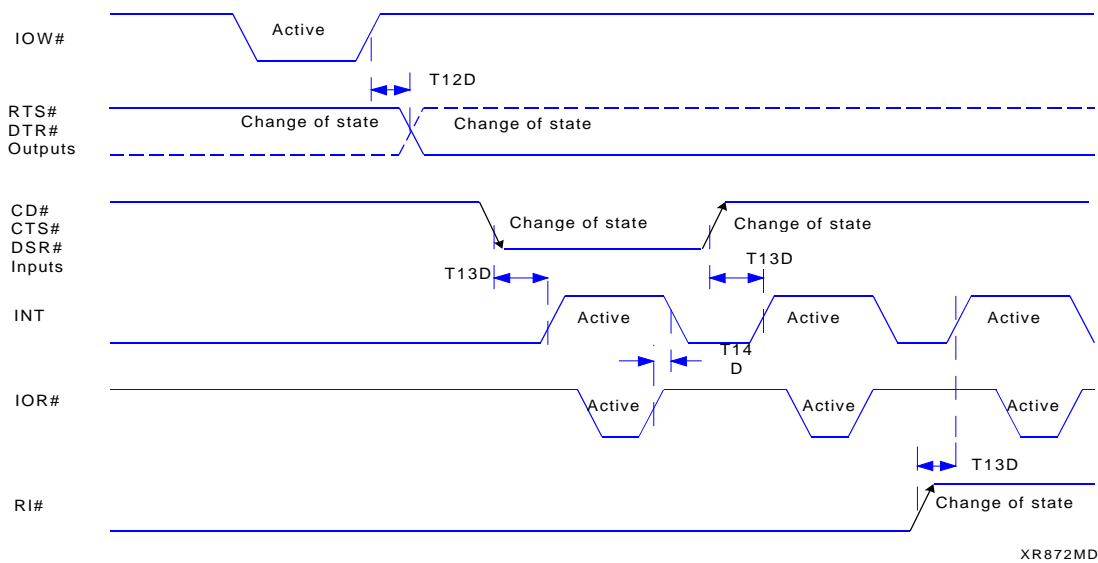 IOW#
Active
T12D
RTS#
DTR#
Outputs
Change of state
Change of state
CD#
CTS#
DSR#
Inputs
Change of state
Change of state
T13D
T13D
INT
Active
Active
Active
T14
D
IOR#
Active
Active
Active
T13D
RI#
Change of state
XR872MD